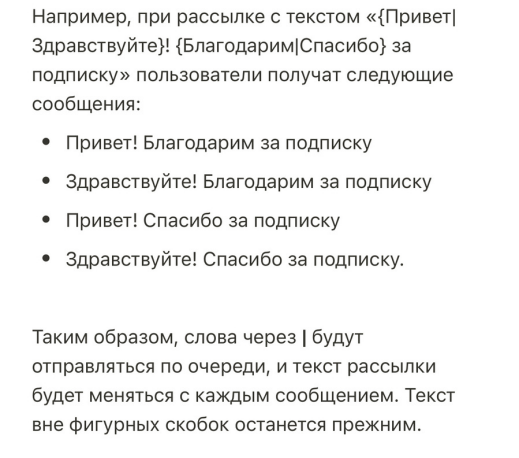 Например, при рассылке с текстом «{Привет|
Здравствуйте}! {Благодарим|Спасибо} за
подписку» пользователи получат следующие
сообщения:
• Привет! Благодарим за подписку
• Здравствуйте! Благодарим за подписку
• Привет! Спасибо за подписку
• Здравствуйте! Спасибо за подписку.
Таким образом, слова через | будут
отправляться по очереди, и текст рассылки
будет меняться с каждым сообщением. Текст
вне фигурных скобок останется прежним.